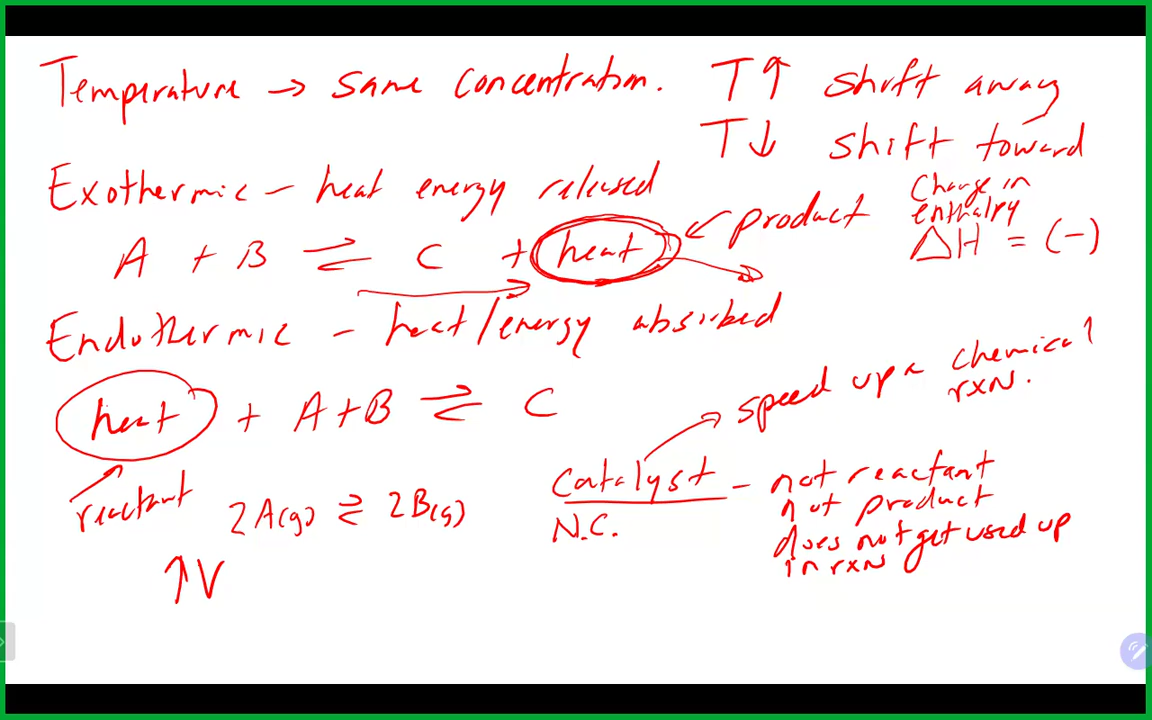 Temperature → same concentration. T↑ shift away
T↓ shift toward
Exothermic - heat energy released
Change in
enthalpy
ΔH = (-)
A + B ⇌ C + heat ← product
Endothermic - heat/energy absorbed
heat + A+B ⇌ C
reactant
→ speed up a chemical
rxn.
2A(g) ⇌ 2B(g)
↑V
Catalyst - not reactant
N.C.
not product
does not get used up
in rxn